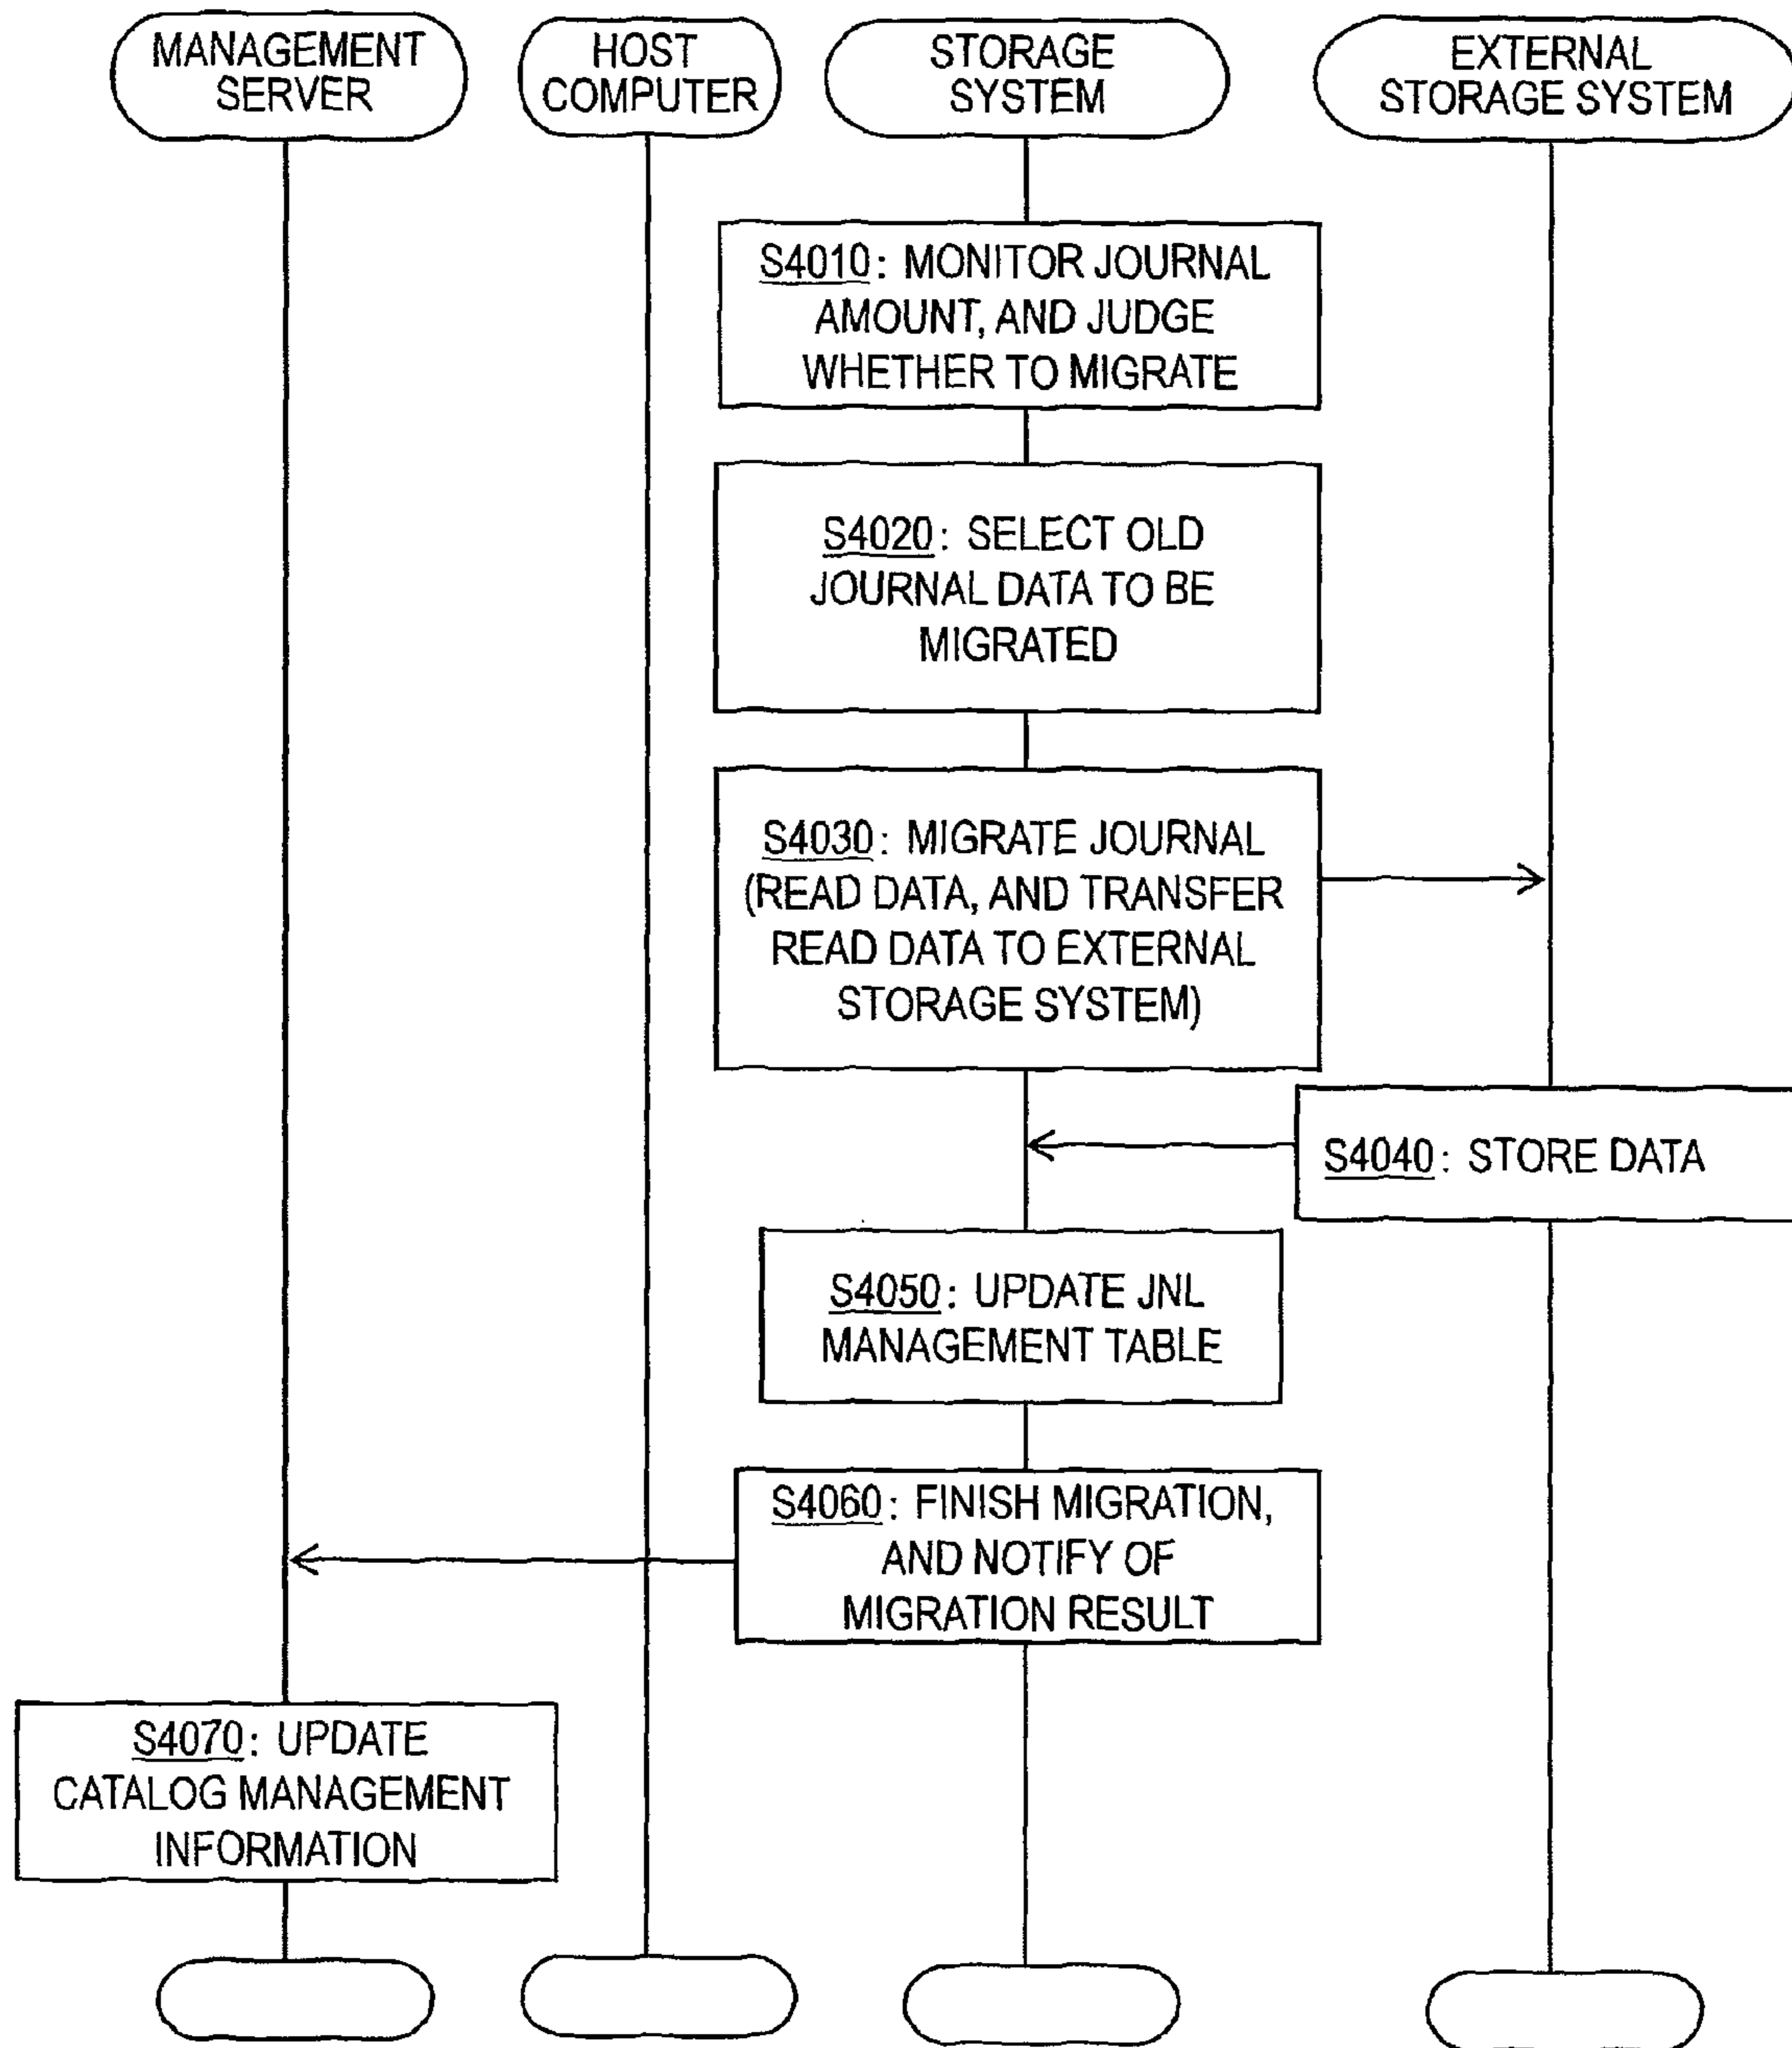 MANAGEMENT
SERVER
HOST
COMPUTER
STORAGE
SYSTEM
EXTERNAL
STORAGE SYSTEM
S4010: MONITOR JOURNAL
AMOUNT, AND JUDGE
WHETHER TO MIGRATE
S4020: SELECT OLD
JOURNAL DATA TO BE
MIGRATED
S4030: MIGRATE JOURNAL
(READ DATA, AND TRANSFER
READ DATA TO EXTERNAL
STORAGE SYSTEM)
S4040: STORE DATA
S4050: UPDATE JNL
MANAGEMENT TABLE
S4060: FINISH MIGRATION,
AND NOTIFY OF
MIGRATION RESULT
S4070: UPDATE
CATALOG MANAGEMENT
INFORMATION